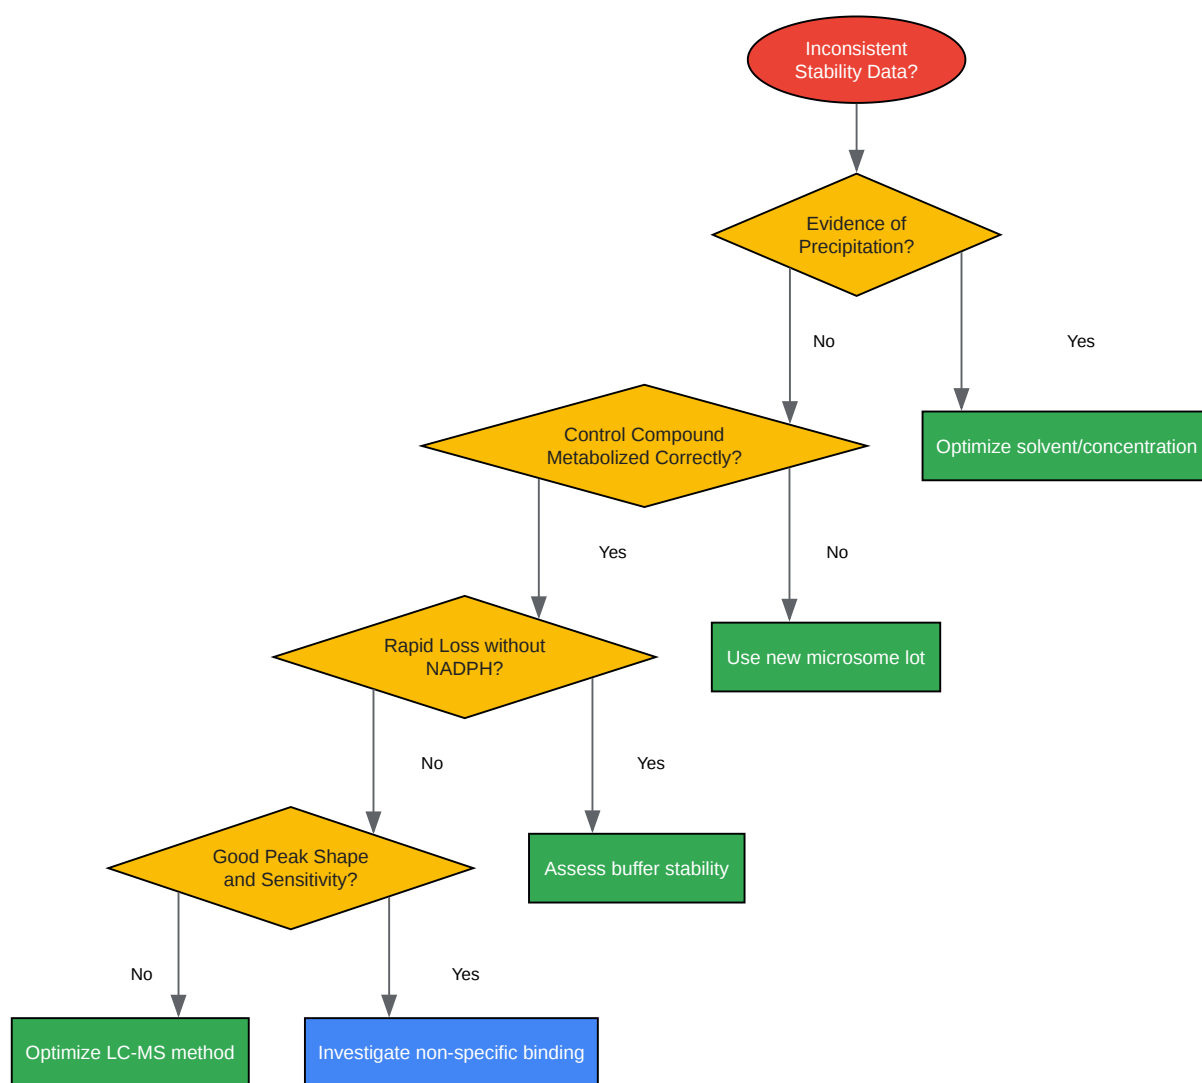 Inconsistent
Stability Data?
Evidence of
Precipitation?
No
Yes
Control Compound
Metabolized Correctly?
Optimize solvent/concentration
Yes
No
Rapid Loss without
NADPH?
Use new microsome lot
No
Yes
Good Peak Shape
and Sensitivity?
Assess buffer stability
No
Yes
Optimize LC-MS method
Investigate non-specific binding